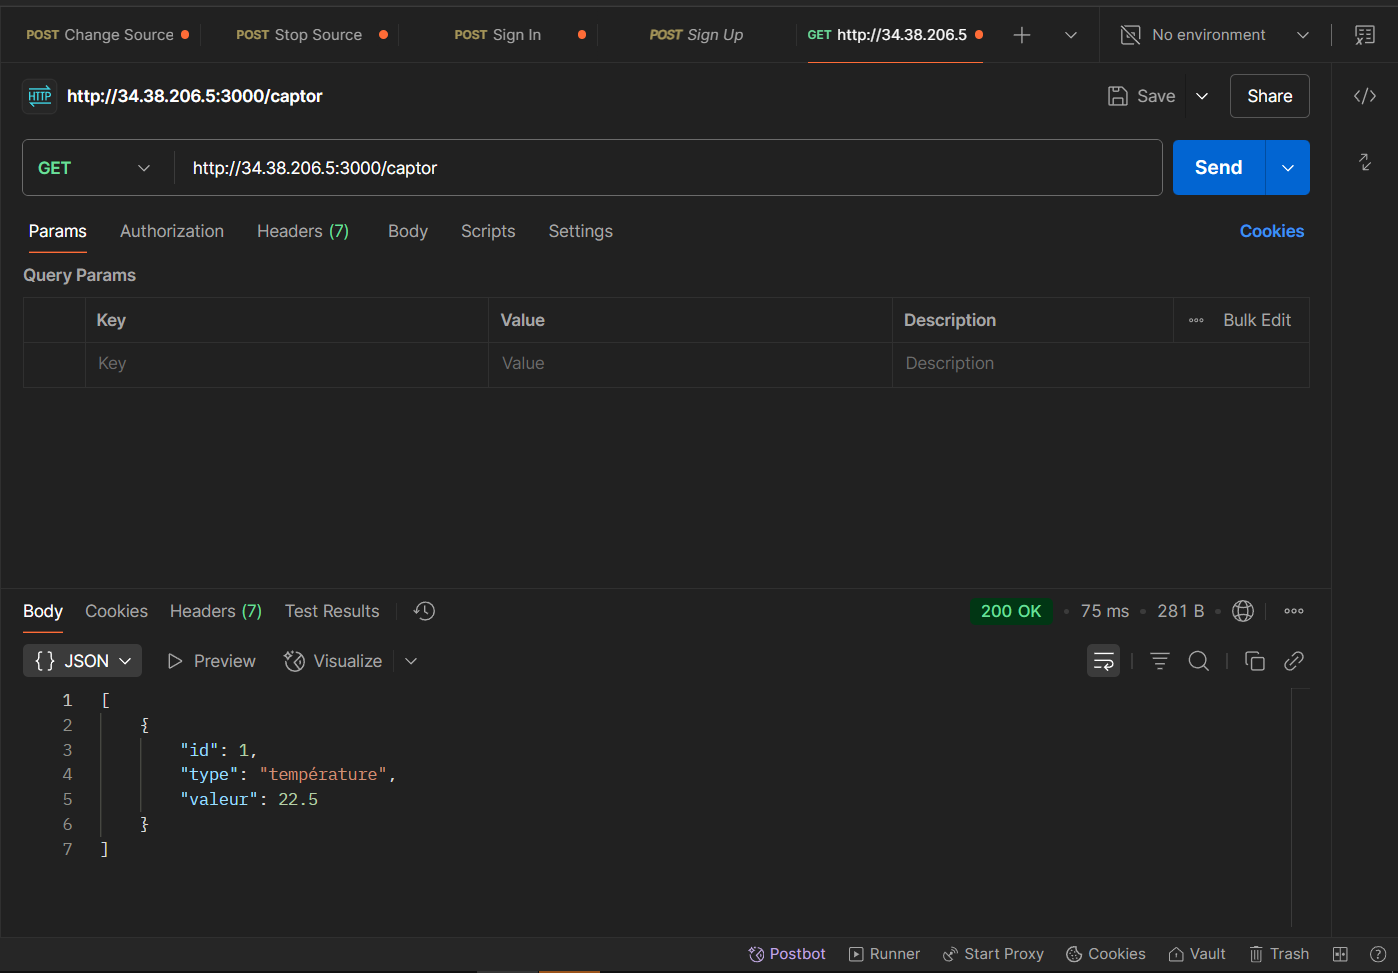 POST Change Source
POST Stop Source
POST Sign In
POST Sign Up
GET http://34.38.206.5
No environment
HTTP
http://34.38.206.5:3000/captor
Save
Share
GET
http://34.38.206.5:3000/captor
Send
Params
Authorization
Headers (7)
Body
Scripts
Settings
Cookies
Query Params
Key
Value
Description
Bulk Edit
Key
Value
Description
Body
Cookies
Headers (7)
Test Results
200 OK
75 ms
281 B
{} JSON
Preview
Visualize
1 [
2 {
3 "id": 1,
4 "type": "température",
5 "valeur": 22.5
6 }
7 ]
Postbot
Runner
Start Proxy
Cookies
Vault
Trash